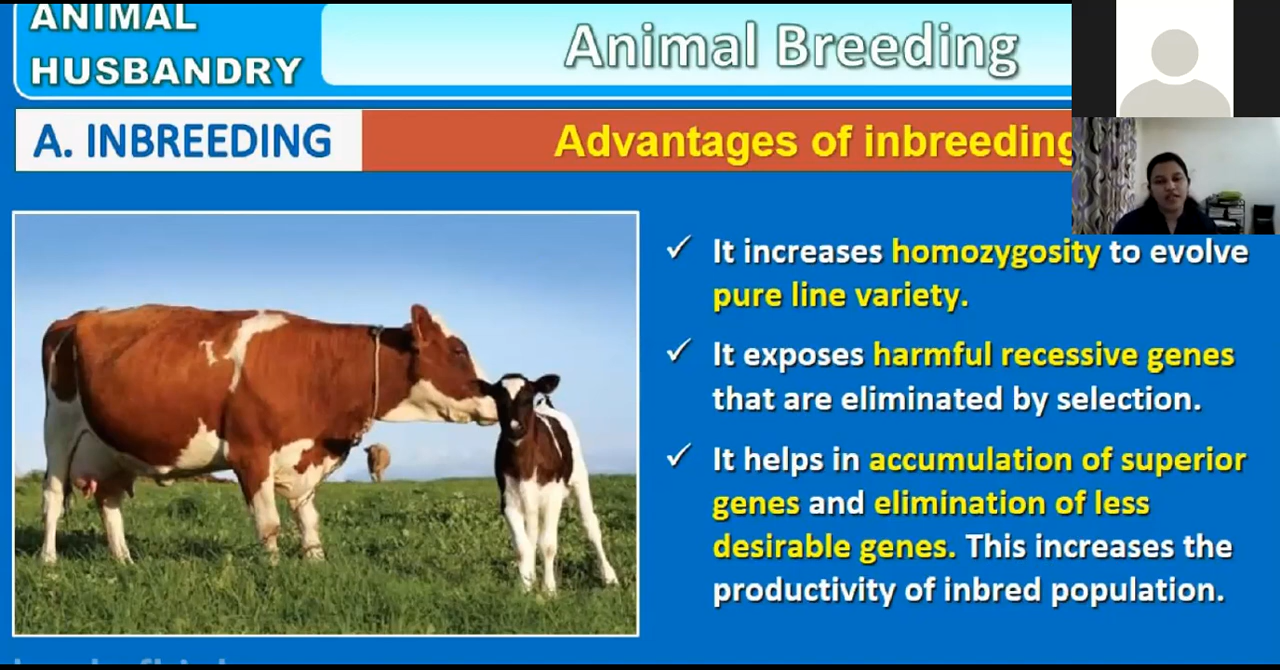 ANIMAL
HUSBANDRY
Animal Breeding
A. INBREEDING
Advantages of inbreeding
✓ It increases homozygosity to evolve
pure line variety.
✓ It exposes harmful recessive genes
that are eliminated by selection.
✓ It helps in accumulation of superior
genes and elimination of less
desirable genes. This increases the
productivity of inbred population.